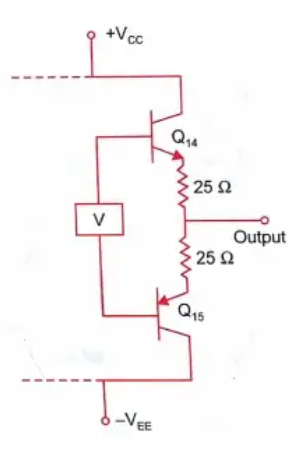 +V_CC
Q_14
25 Ω
V
Output
25 Ω
Q_15
–V_EE